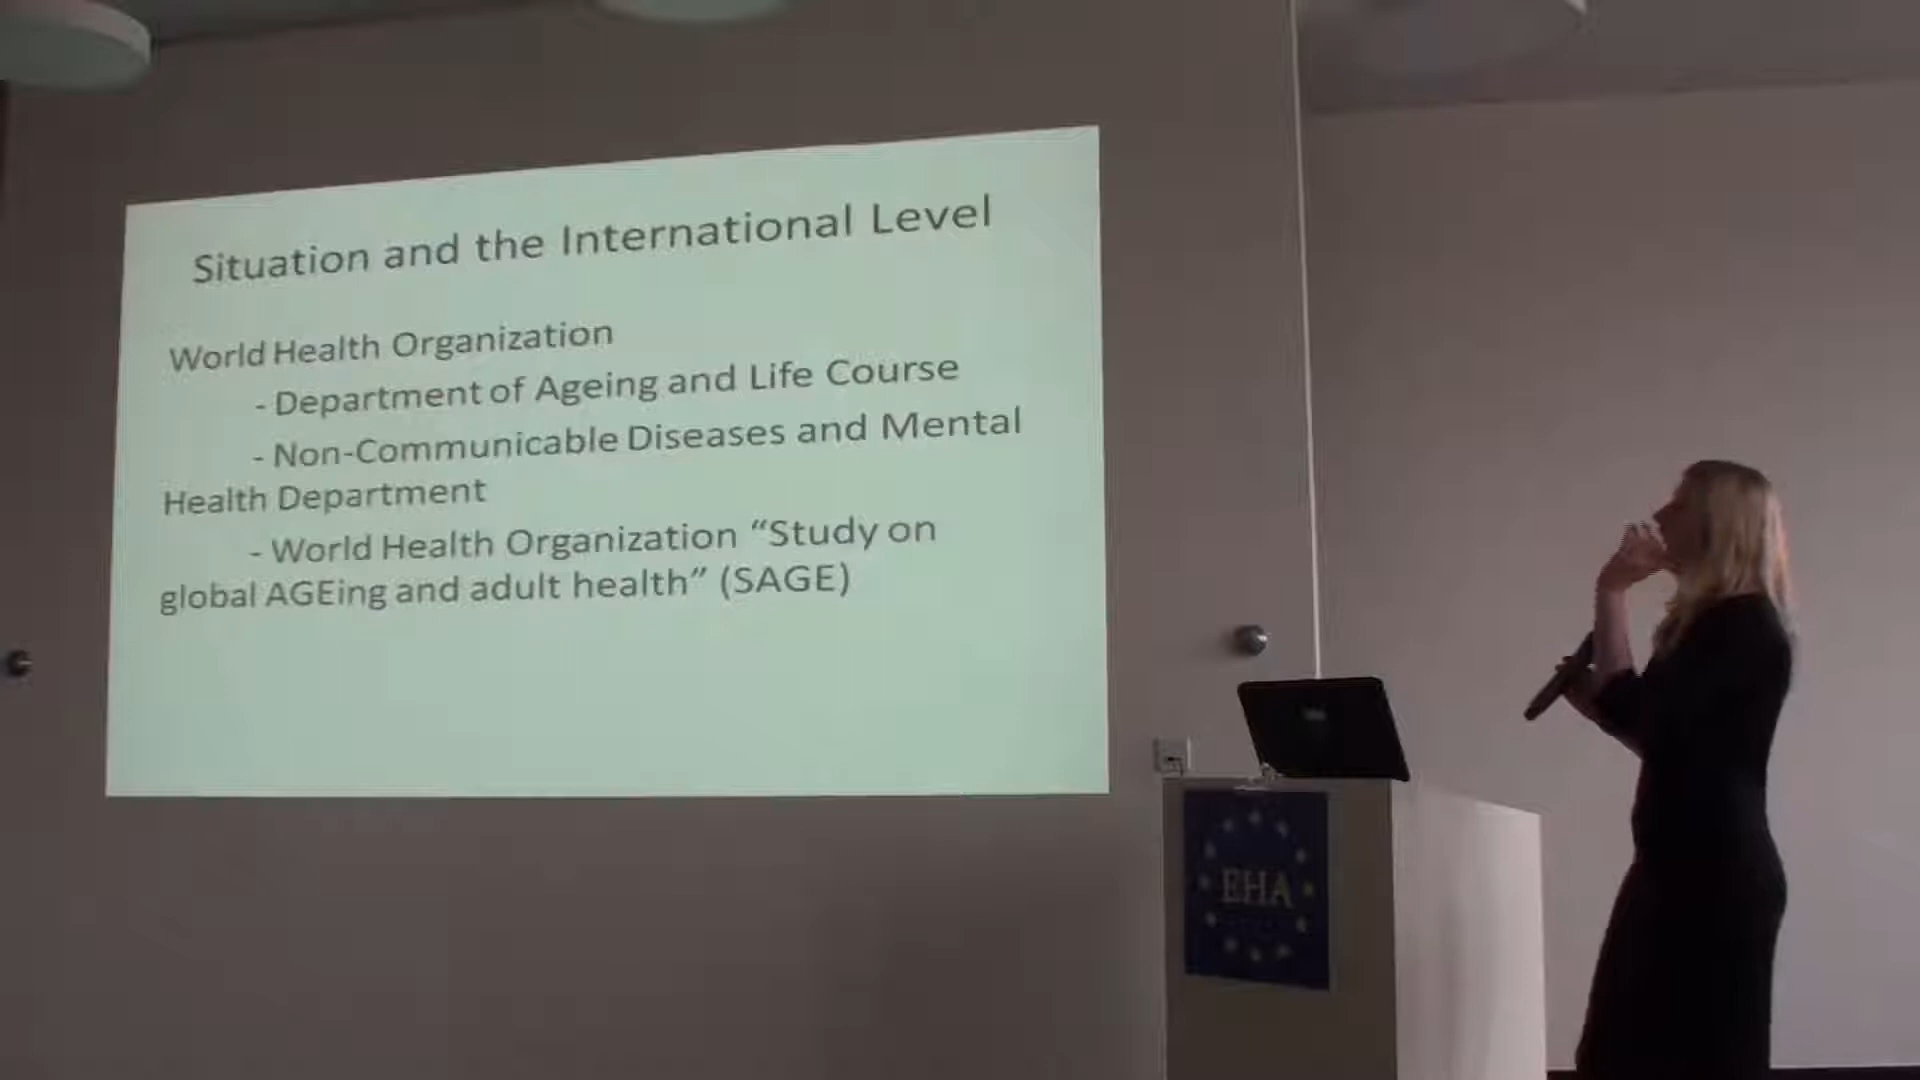 Situation and the International Level
World Health Organization
- Department of Ageing and Life Course
- Non-Communicable Diseases and Mental
Health Department
- World Health Organization “Study on
global AGEing and adult health” (SAGE)
EHA